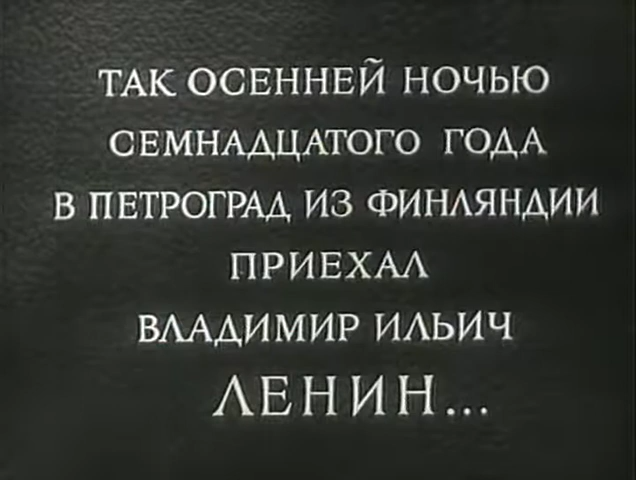 ТАК ОСЕННЕЙ НОЧЬЮ
СЕМНАДЦАТОГО ГОДА
В ПЕТРОГРАД ИЗ ФИНЛЯНДИИ
ПРИЕХАЛ
ВЛАДИМИР ИЛЬИЧ
ЛЕНИН...